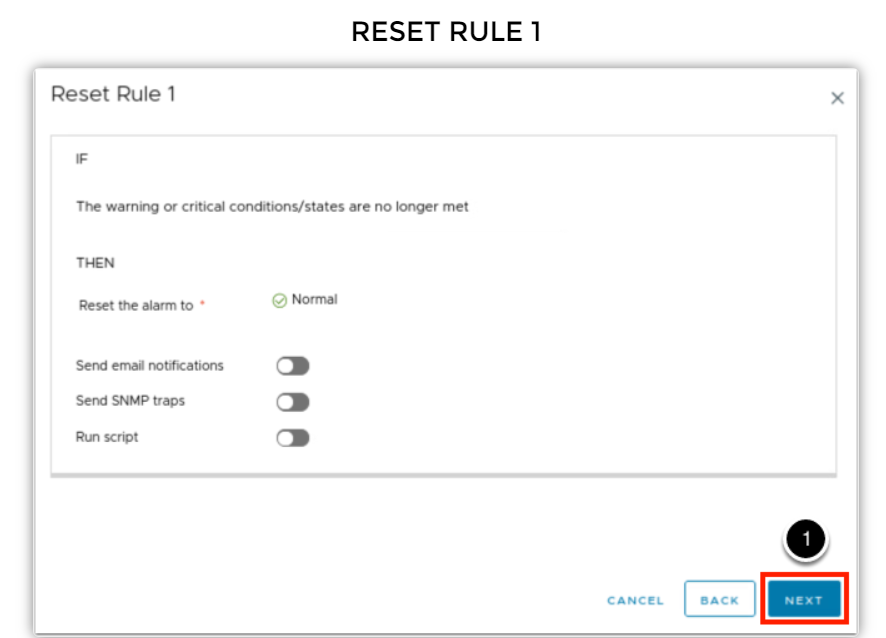 RESET RULE 1
Reset Rule 1
IF
The warning or critical conditions/states are no longer met
THEN
Reset the alarm to * Normal
Send email notifications
Send SNMP traps
Run script
1
CANCEL BACK NEXT